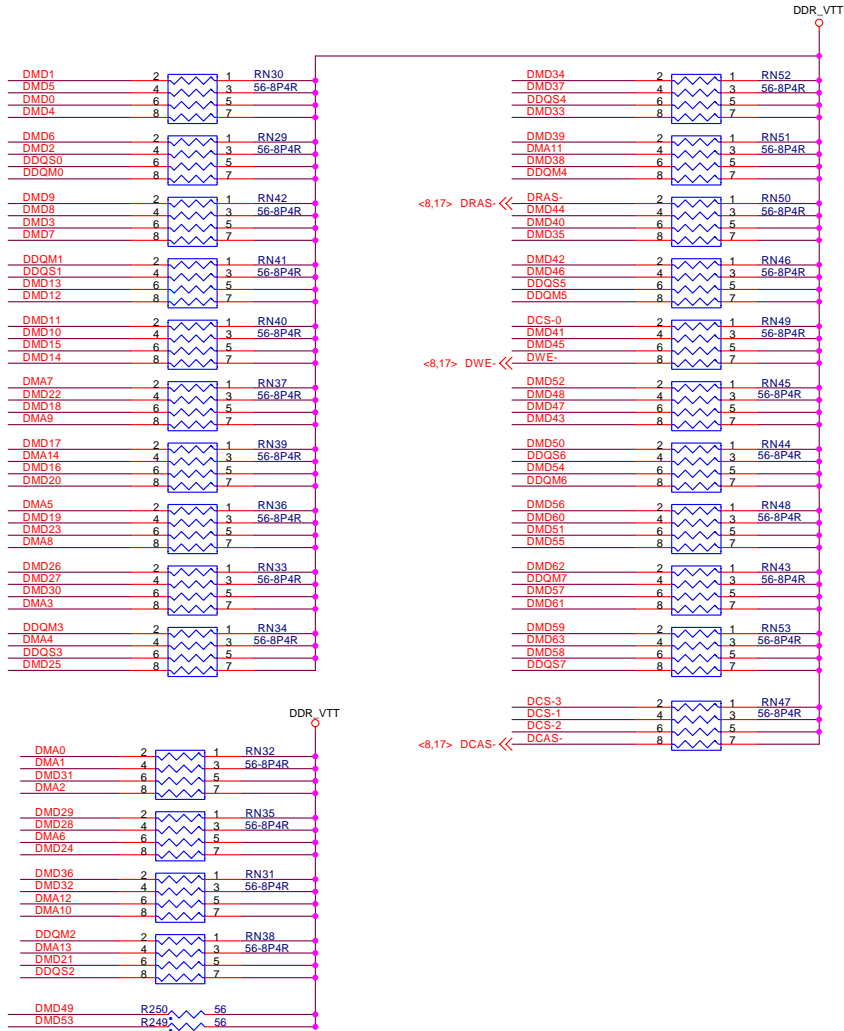 DDR_VTT
DMD1 2 1 RN30
DMD5 4 3 56-8P4R
DMD0 6 5
DMD4 8 7
DMD6 2 1 RN29
DMD2 4 3 56-8P4R
DDQS0 6 5
DDQM0 8 7
DMD9 2 1 RN42
DMD8 4 3 56-8P4R
DMD3 6 5
DMD7 8 7
DDQM1 2 1 RN41
DDQS1 4 3 56-8P4R
DMD13 6 5
DMD12 8 7
DMD11 2 1 RN40
DMD10 4 3 56-8P4R
DMD15 6 5
DMD14 8 7
DMA7 2 1 RN37
DMD22 4 3 56-8P4R
DMD18 6 5
DMA9 8 7
DMD17 2 1 RN39
DMA14 4 3 56-8P4R
DMD16 6 5
DMD20 8 7
DMA5 2 1 RN36
DMD19 4 3 56-8P4R
DMD23 6 5
DMA8 8 7
DMD26 2 1 RN33
DMD27 4 3 56-8P4R
DMD30 6 5
DMA3 8 7
DDQM3 2 1 RN34
DMA4 4 3 56-8P4R
DDQS3 6 5
DMD25 8 7
DMD34 2 1 RN52
DMD37 4 3 56-8P4R
DDQS4 6 5
DMD33 8 7
DMD39 2 1 RN51
DMA11 4 3 56-8P4R
DMD38 6 5
DDQM4 8 7
<8,17> DRAS- DRAS- 2 1 RN50
DMD44 4 3 56-8P4R
DMD40 6 5
DMD35 8 7
DMD42 2 1 RN46
DMD46 4 3 56-8P4R
DDQS5 6 5
DDQM5 8 7
DCS-0 2 1 RN49
DMD41 4 3 56-8P4R
DMD45 6 5
<8,17> DWE- DWE- 8 7
DMD52 2 1 RN45
DMD48 4 3 56-8P4R
DMD47 6 5
DMD43 8 7
DMD50 2 1 RN44
DDQS6 4 3 56-8P4R
DMD54 6 5
DDQM6 8 7
DMD56 2 1 RN48
DMD60 4 3 56-8P4R
DMD51 6 5
DMD55 8 7
DMD62 2 1 RN43
DDQM7 4 3 56-8P4R
DMD57 6 5
DMD61 8 7
DMD59 2 1 RN53
DMD63 4 3 56-8P4R
DMD58 6 5
DDQS7 8 7
DCS-3 2 1 RN47
DCS-1 4 3 56-8P4R
DCS-2 6 5
<8,17> DCAS- DCAS- 8 7
DDR_VTT
DMA0 2 1 RN32
DMA1 4 3 56-8P4R
DMD31 6 5
DMA2 8 7
DMD29 2 1 RN35
DMD28 4 3 56-8P4R
DMA6 6 5
DMD24 8 7
DMD36 2 1 RN31
DMD32 4 3 56-8P4R
DMA12 6 5
DMA10 8 7
DDQM2 2 1 RN38
DMA13 4 3 56-8P4R
DMD21 6 5
DDQS2 8 7
DMD49 R250 56
DMD53 R249 56